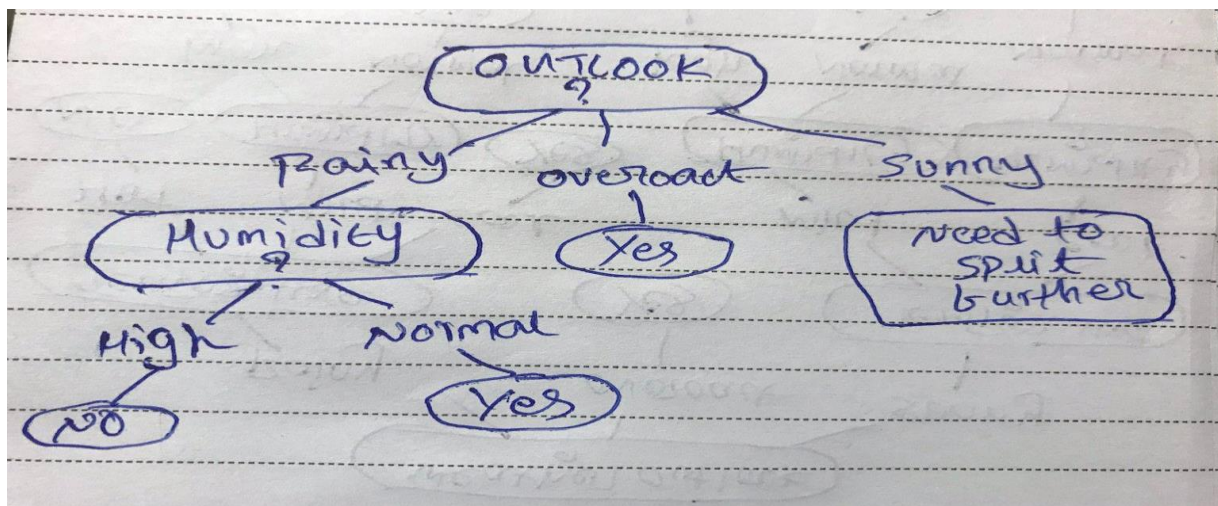 OUTLOOK
?
Rainy overcast Sunny
Humidity
?
Yes
Need to
split
further
High Normal
NO
Yes